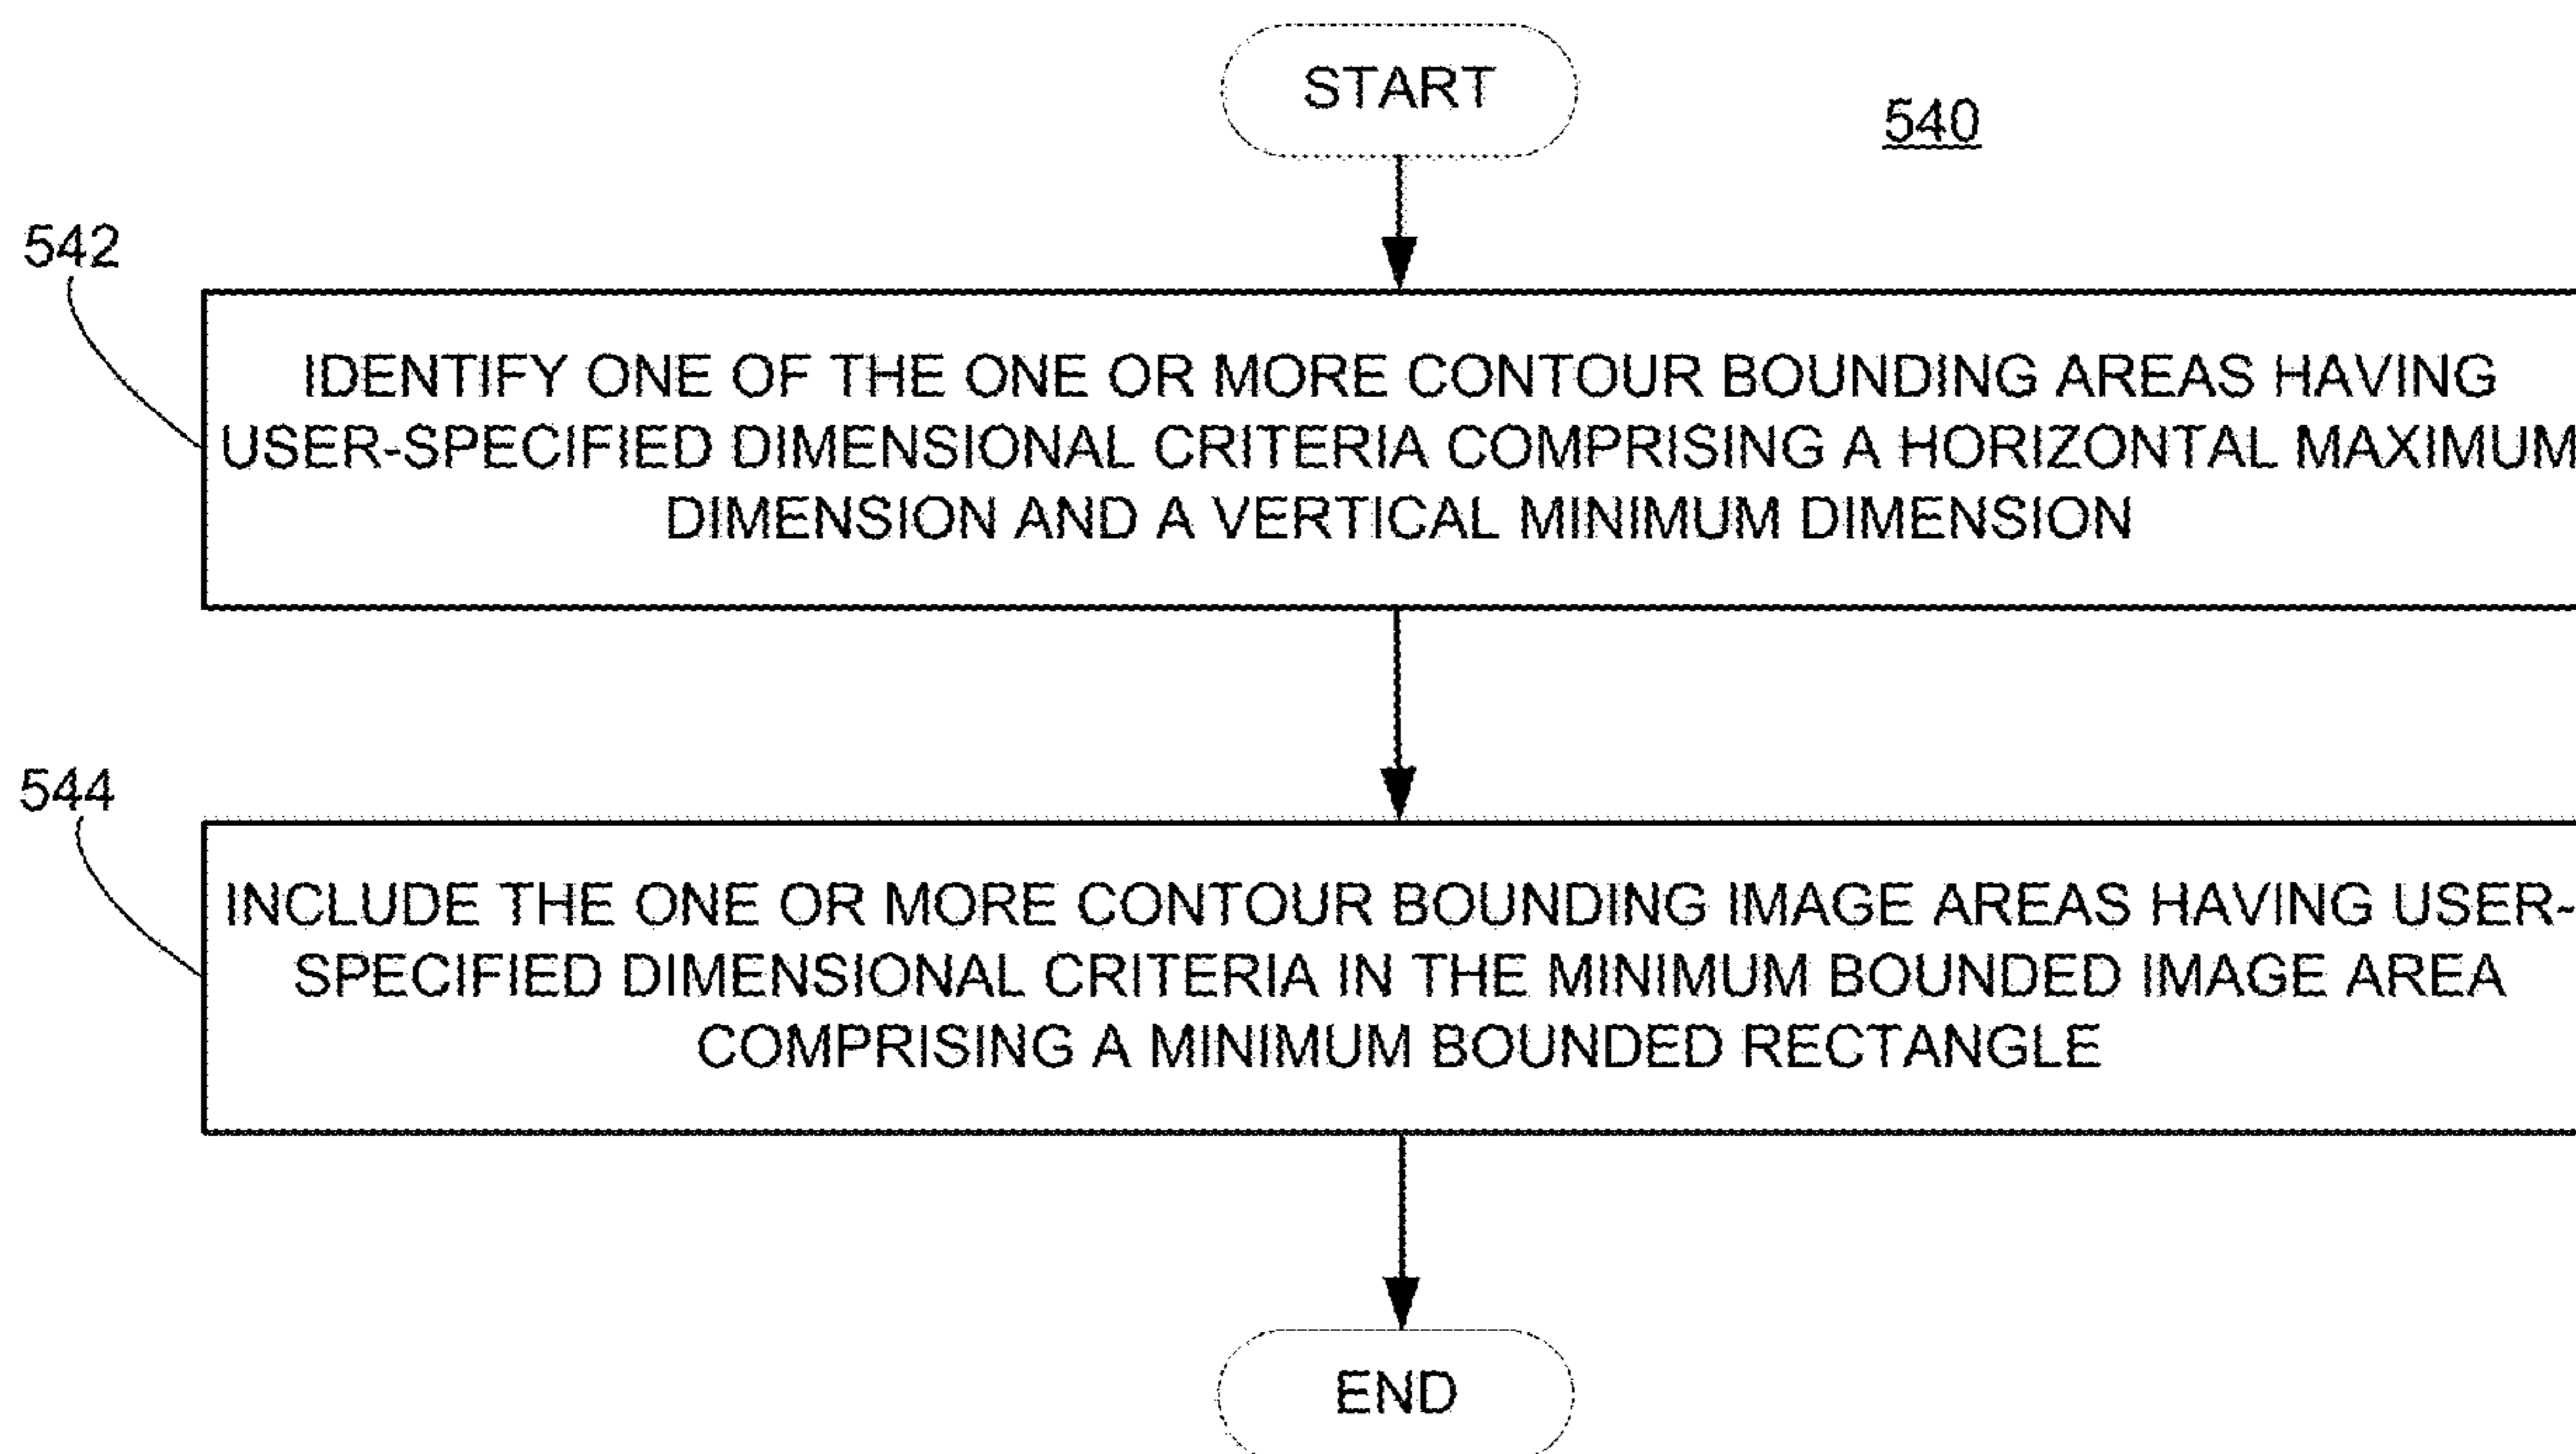 START
540
542
IDENTIFY ONE OF THE ONE OR MORE CONTOUR BOUNDING AREAS HAVING
USER-SPECIFIED DIMENSIONAL CRITERIA COMPRISING A HORIZONTAL MAXIMUM
DIMENSION AND A VERTICAL MINIMUM DIMENSION
544
INCLUDE THE ONE OR MORE CONTOUR BOUNDING IMAGE AREAS HAVING USER-
SPECIFIED DIMENSIONAL CRITERIA IN THE MINIMUM BOUNDED IMAGE AREA
COMPRISING A MINIMUM BOUNDED RECTANGLE
END